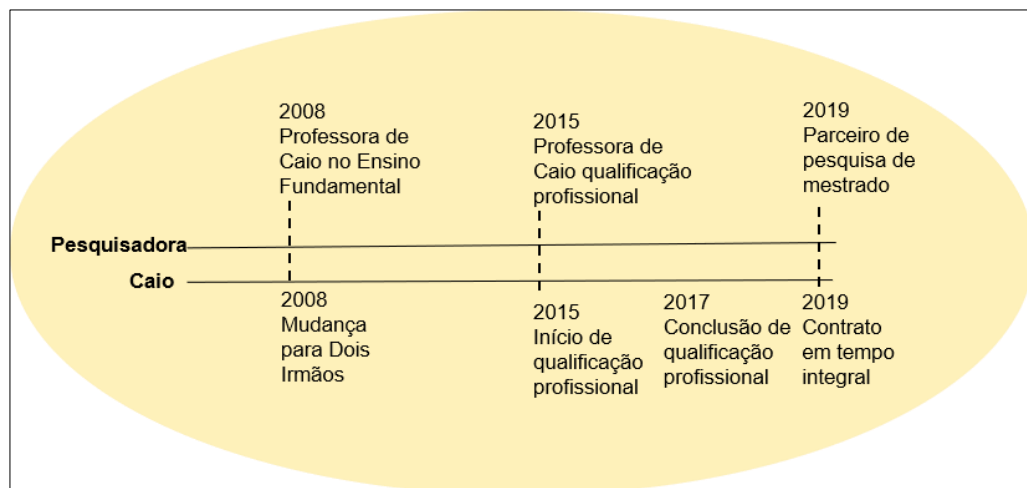 2008
Professora de
Caio no Ensino
Fundamental
2015
Professora de
Caio qualificação
profissional
2019
Parceiro de
pesquisa de
mestrado
Pesquisadora
Caio
2008
Mudança
para Dois
Irmãos
2015
Início de
qualificação
profissional
2017
Conclusão de
qualificação
profissional
2019
Contrato
em tempo
integral